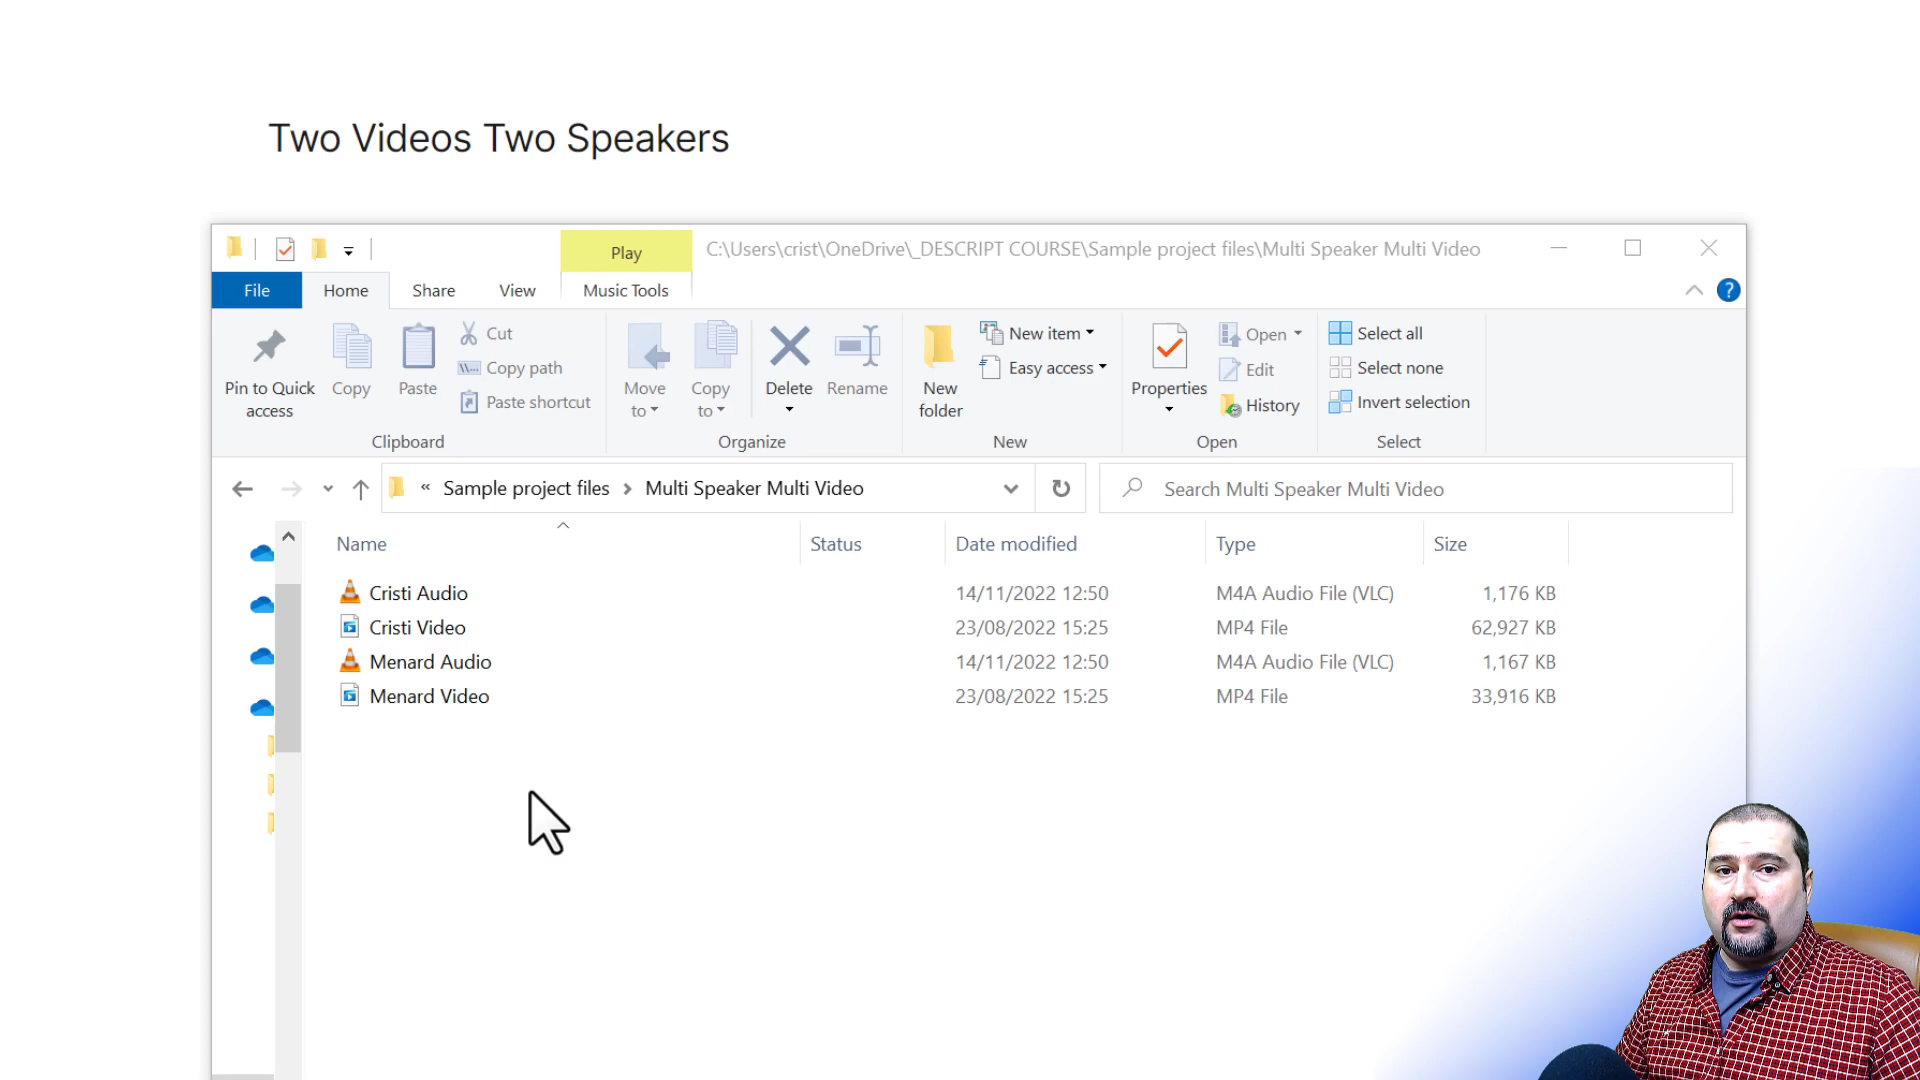 Two Videos Two Speakers
Play C:\Users\crist\OneDrive\_DESCRIPT COURSE\Sample project files\Multi Speaker Multi Video
File Home Share View Music Tools ?
Pin to Quick access
Copy
Paste
Cut
\\... Copy path
Paste shortcut
Clipboard
Move to
Copy to
Delete
Rename
Organize
New folder
New item
Easy access
New
Properties
Open
Edit
History
Open
Select all
Select none
Invert selection
Select
« Sample project files > Multi Speaker Multi Video
Search Multi Speaker Multi Video
Name Status Date modified Type Size
Cristi Audio 14/11/2022 12:50 M4A Audio File (VLC) 1,176 KB
Cristi Video 23/08/2022 15:25 MP4 File 62,927 KB
Menard Audio 14/11/2022 12:50 M4A Audio File (VLC) 1,167 KB
Menard Video 23/08/2022 15:25 MP4 File 33,916 KB